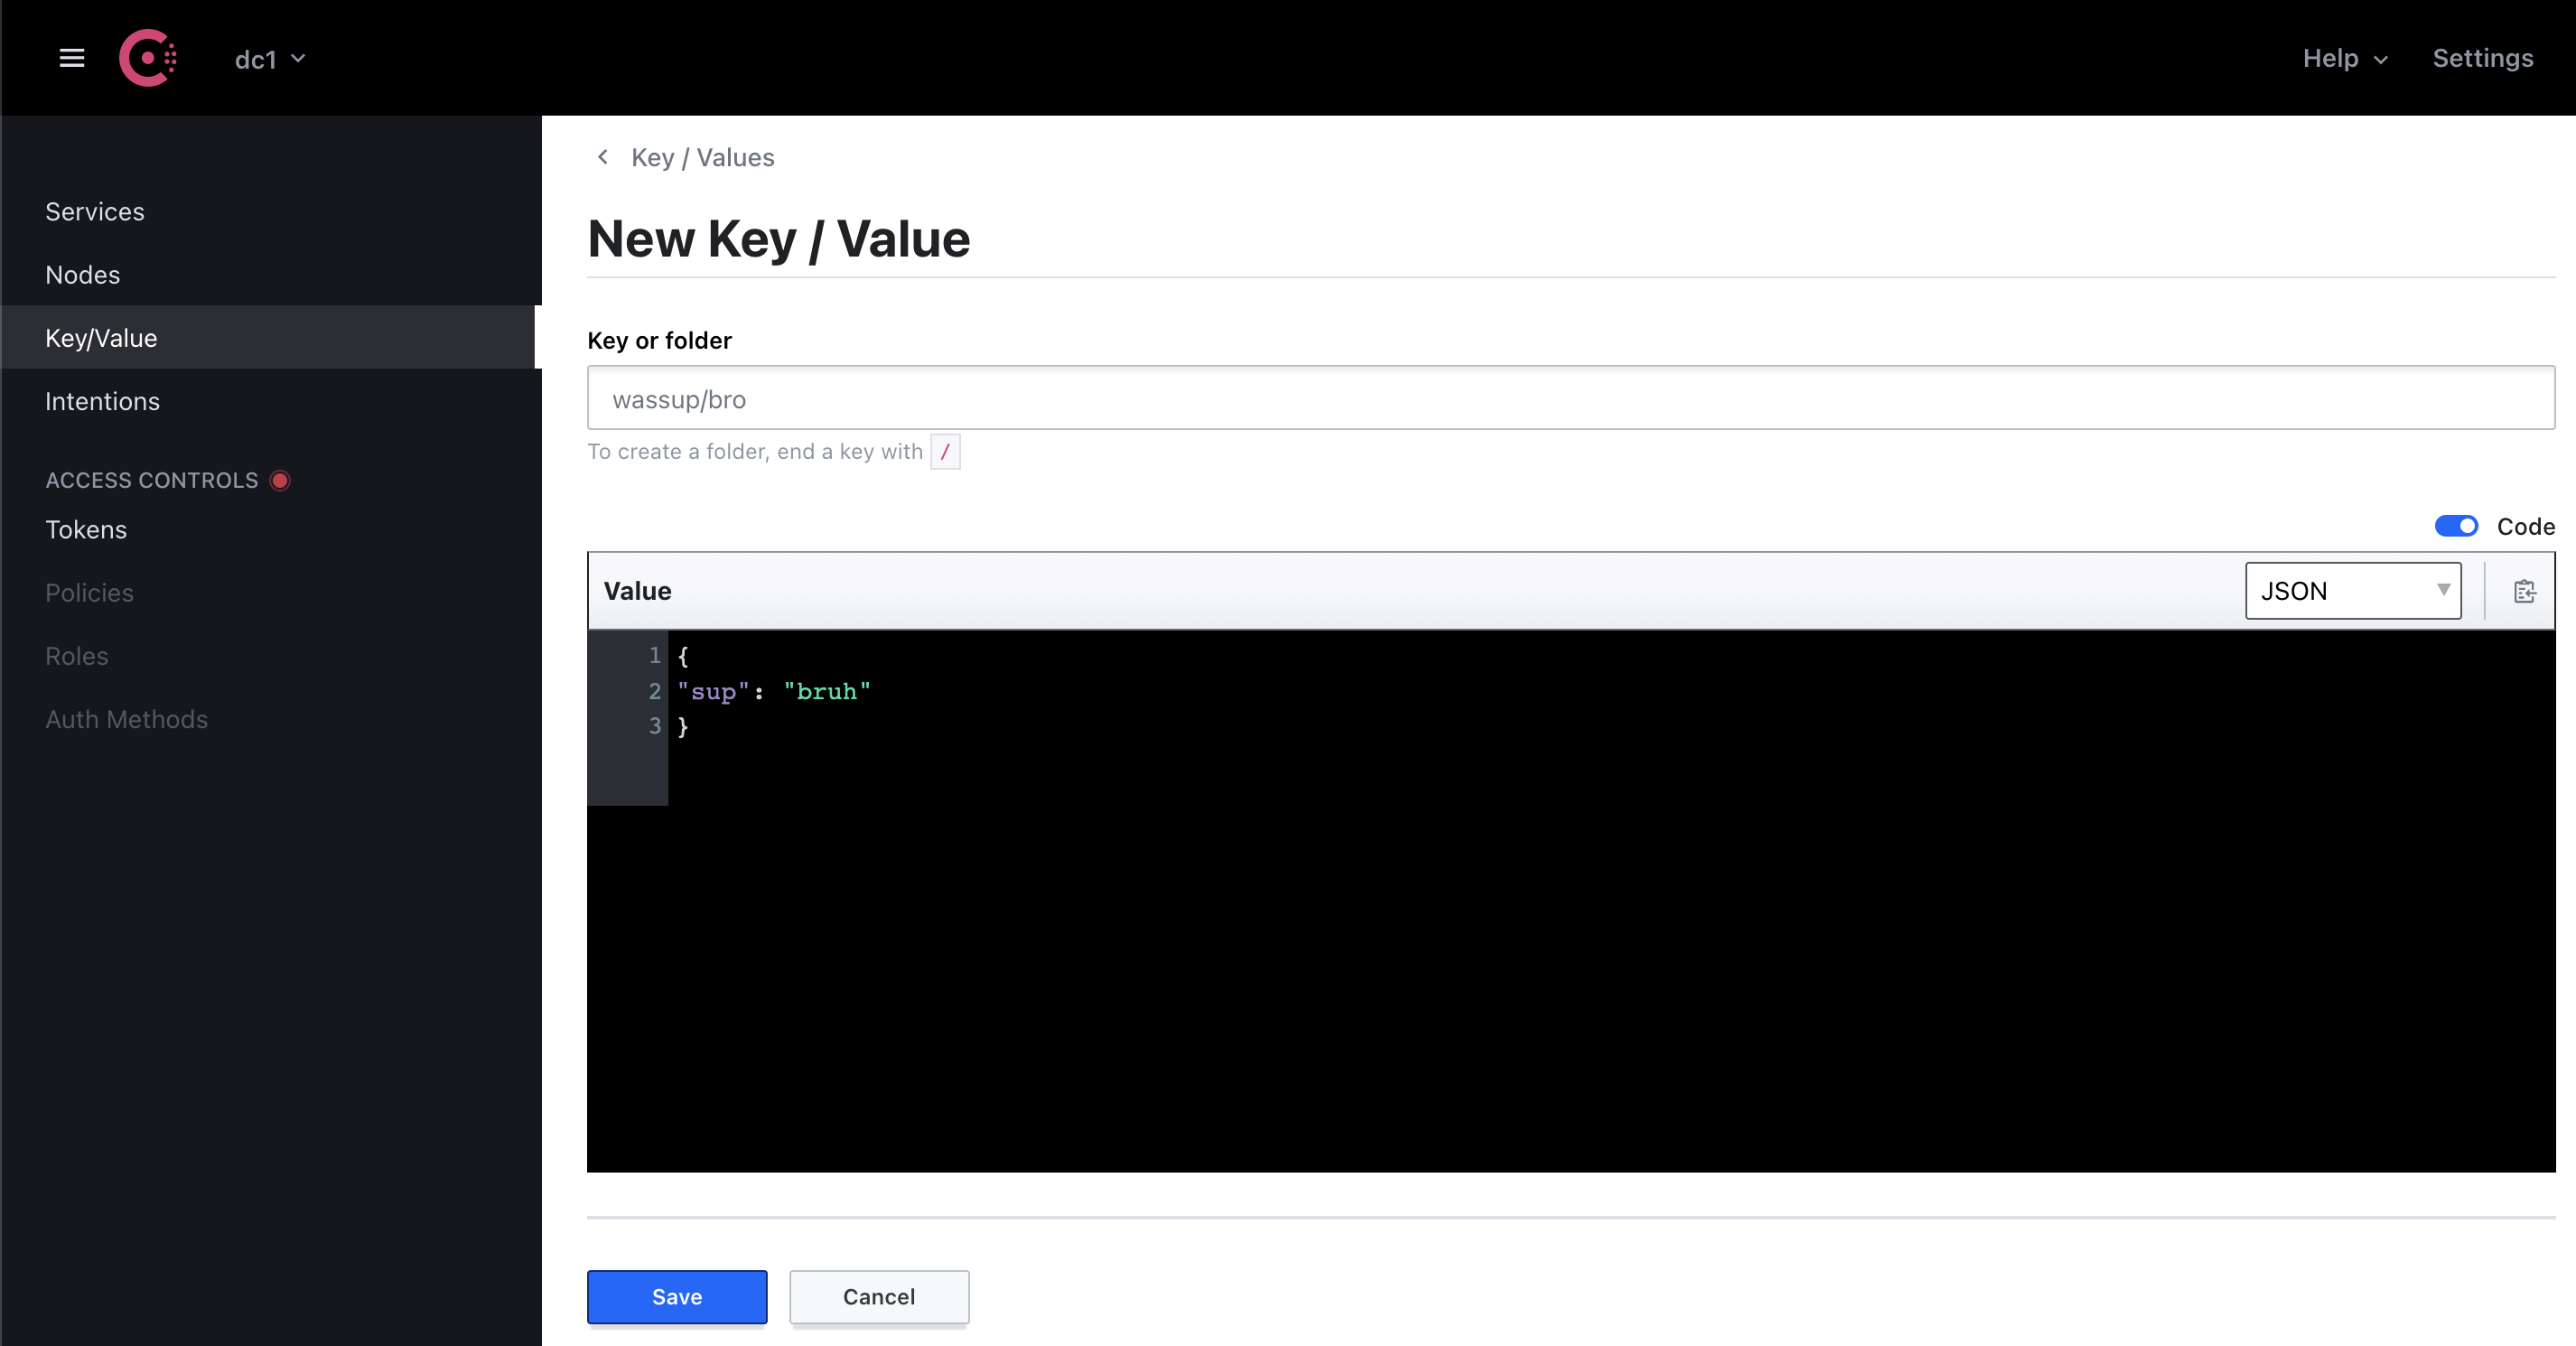 dc1
Help
Settings
Services
Nodes
Key/Value
Intentions
ACCESS CONTROLS
Tokens
Policies
Roles
Auth Methods
Key / Values
New Key / Value
Key or folder
wassup/bro
To create a folder, end a key with /
Code
Value
JSON
1 {
2 "sup": "bruh"
3 }
Save
Cancel